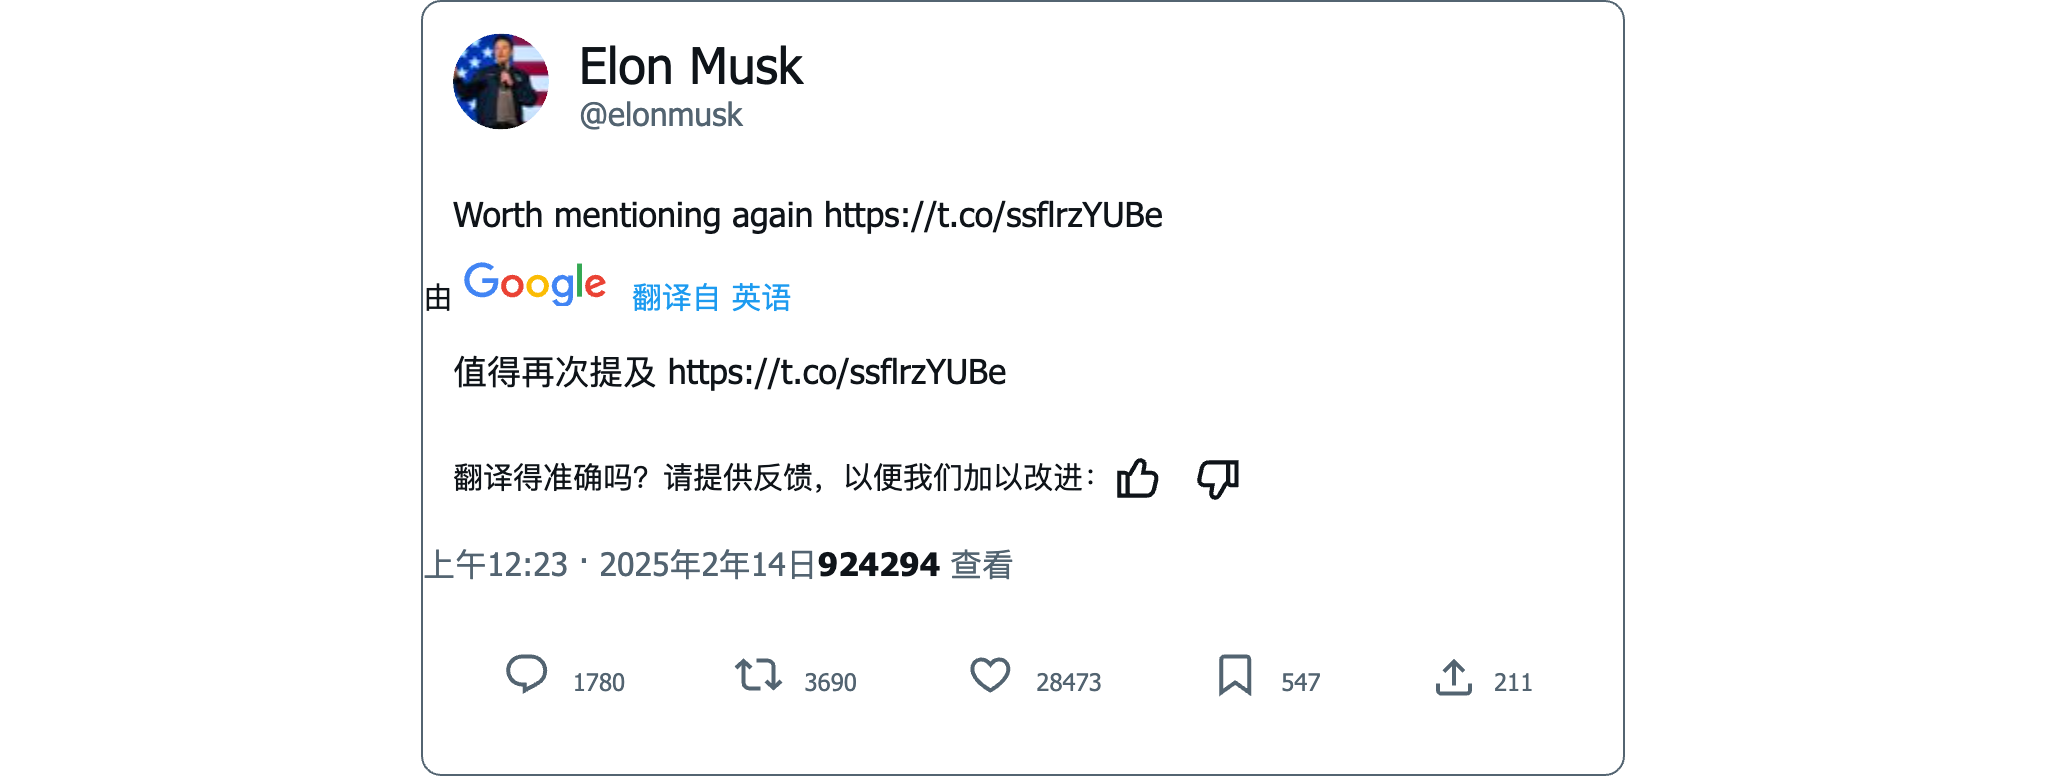 Elon Musk
@elonmusk
Worth mentioning again https://t.co/ssflrzYUBe
由 Google 翻译自 英语
值得再次提及 https://t.co/ssflrzYUBe
翻译得准确吗？请提供反馈，以便我们加以改进：
上午12:23 · 2025年2年14日924294 查看
1780 3690 28473 547 211